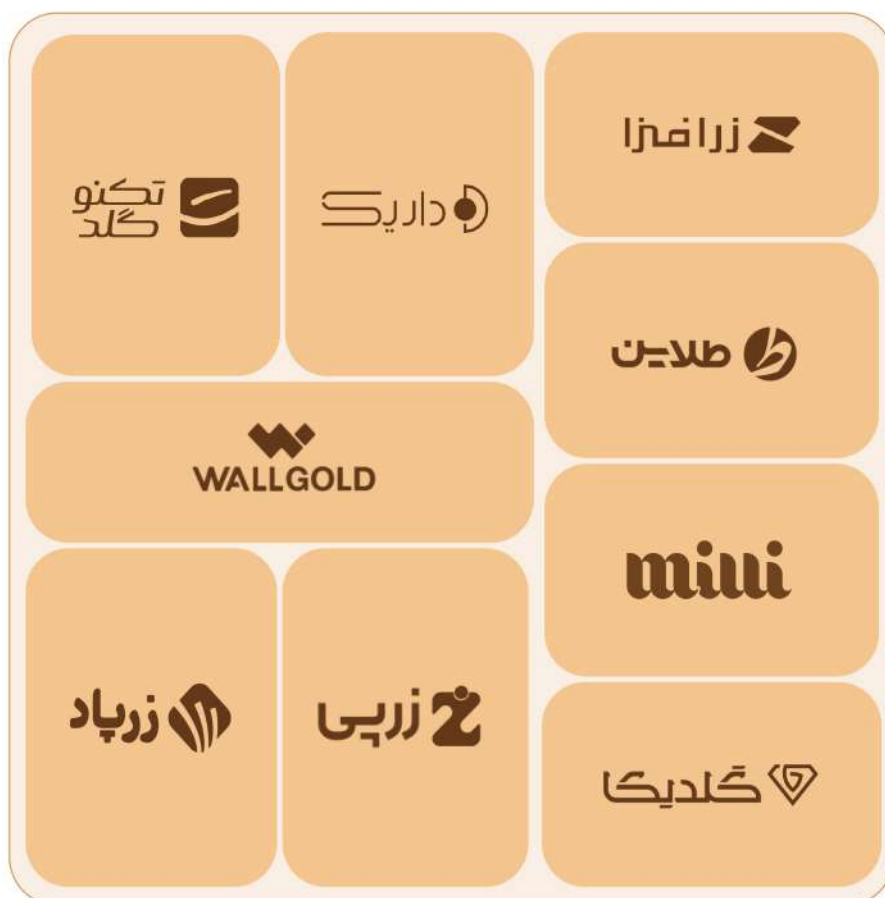 زرافزا
داریک
تکنو
گلد
طلاین
WALLGOLD
milli
زرپی
زرپاد
گلدیکا